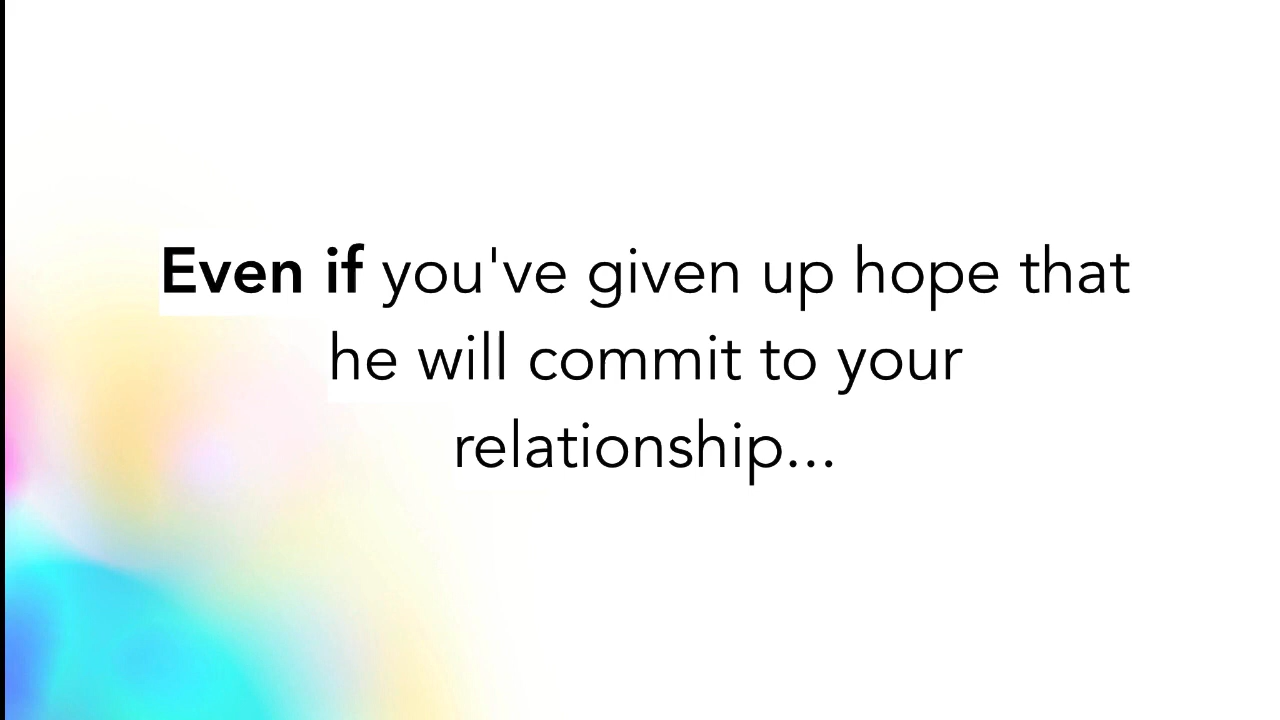 Even if you've given up hope that
he will commit to your
relationship...